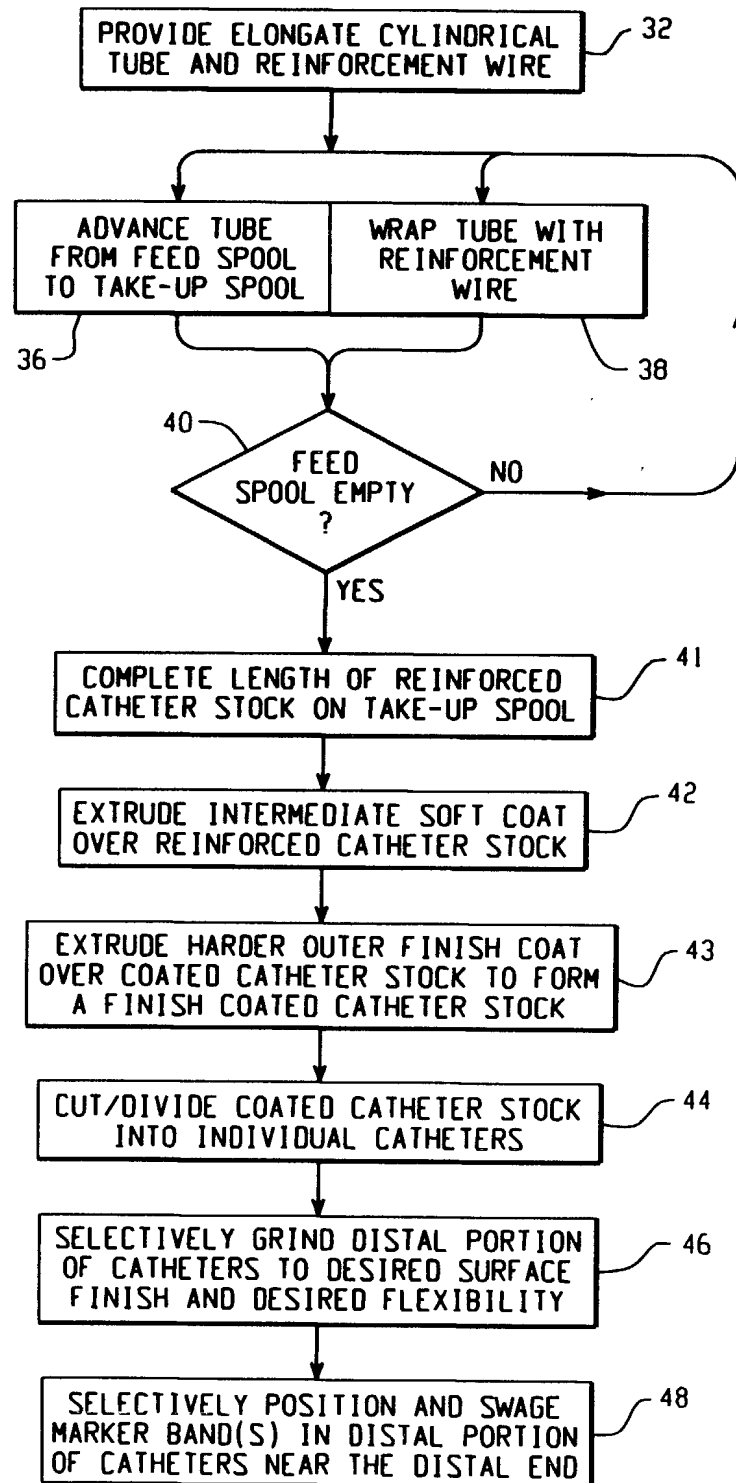 PROVIDE ELONGATE CYLINDRICAL
TUBE AND REINFORCEMENT WIRE
32
ADVANCE TUBE
FROM FEED SPOOL
TO TAKE-UP SPOOL
36
WRAP TUBE WITH
REINFORCEMENT
WIRE
38
40
FEED
SPOOL EMPTY
?
NO
YES
COMPLETE LENGTH OF REINFORCED
CATHETER STOCK ON TAKE-UP SPOOL
41
EXTRUDE INTERMEDIATE SOFT COAT
OVER REINFORCED CATHETER STOCK
42
EXTRUDE HARDER OUTER FINISH COAT
OVER COATED CATHETER STOCK TO FORM
A FINISH COATED CATHETER STOCK
43
CUT/DIVIDE COATED CATHETER STOCK
INTO INDIVIDUAL CATHETERS
44
SELECTIVELY GRIND DISTAL PORTION
OF CATHETERS TO DESIRED SURFACE
FINISH AND DESIRED FLEXIBILITY
46
SELECTIVELY POSITION AND SWAGE
MARKER BAND(S) IN DISTAL PORTION
OF CATHETERS NEAR THE DISTAL END
48